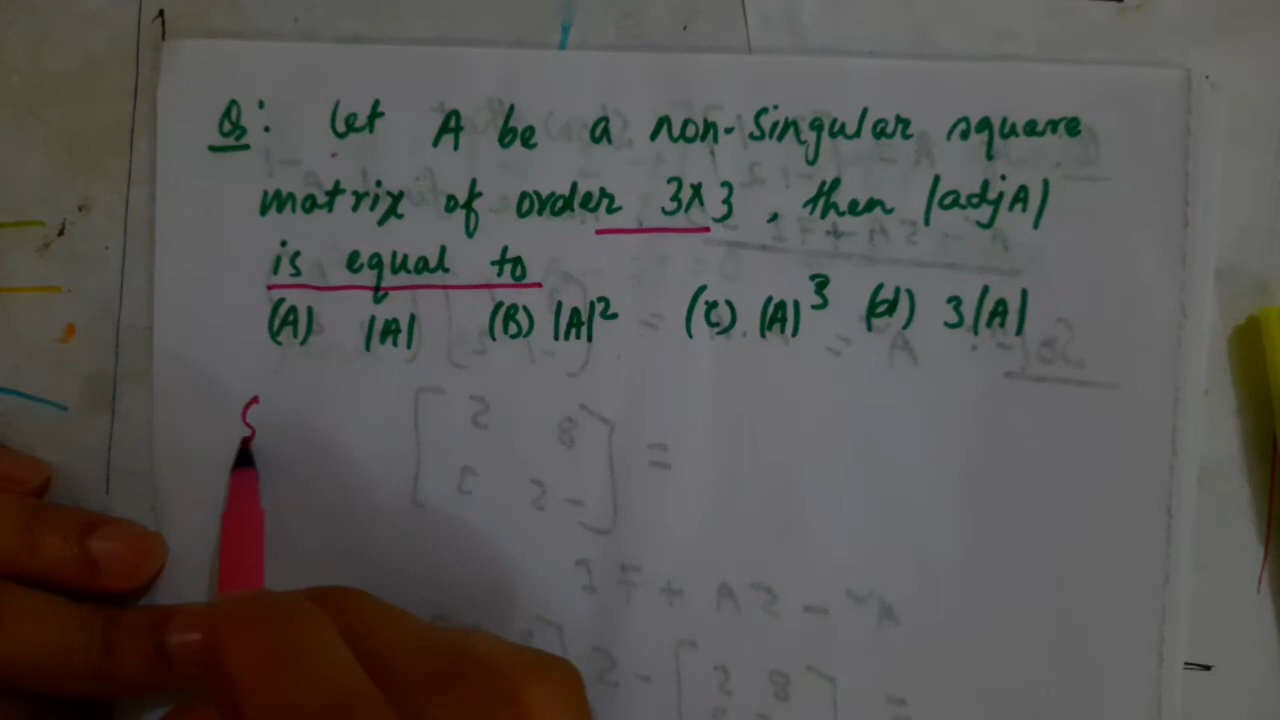 Q: Let A be a non-Singular square
matrix of order 3x3, then |adjA|
is equal to
(A) |A| (B) |A|² (C) |A|³ (d) 3|A|
S